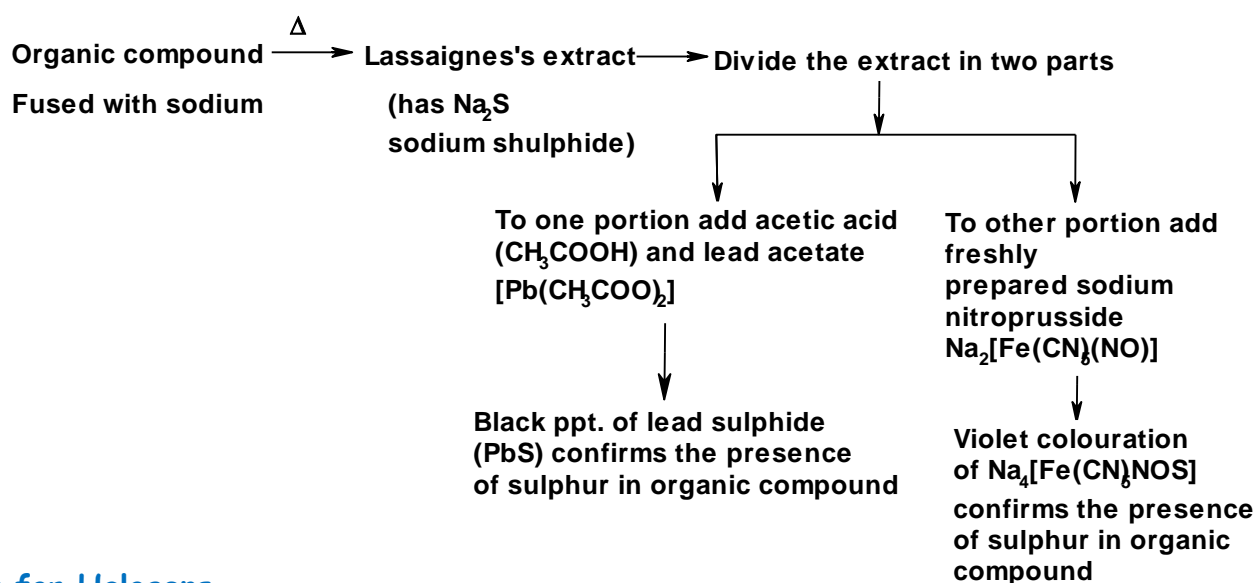 Δ
Organic compound → Lassaignes's extract → Divide the extract in two parts
Fused with sodium
(has Na₂S
sodium shulphide)
To one portion add acetic acid
(CH₃COOH) and lead acetate
[Pb(CH₃COO)₂]
Black ppt. of lead sulphide
(PbS) confirms the presence
of sulphur in organic compound
To other portion add
freshly
prepared sodium
nitroprusside
Na₂[Fe(CN)₅(NO)]
Violet colouration
of Na₄[Fe(CN)₅NOS]
confirms the presence
of sulphur in organic
compound
for Halogens